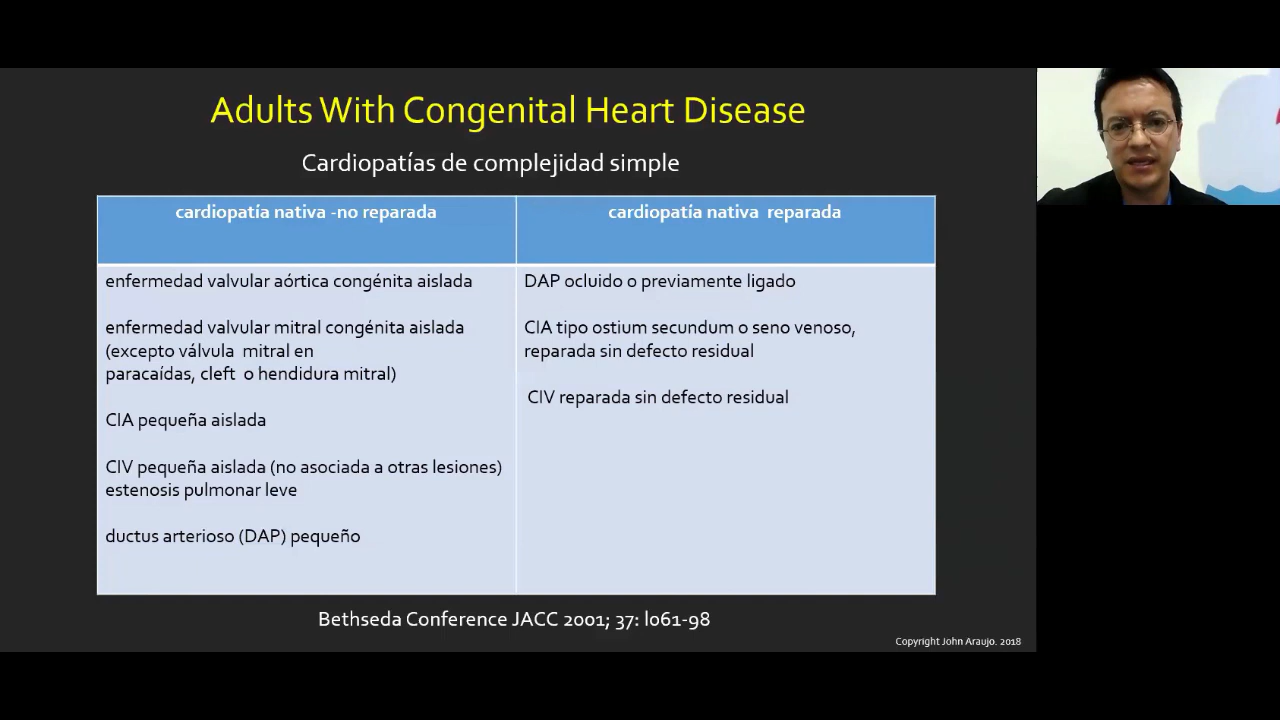 Adults With Congenital Heart Disease
Cardiopatías de complejidad simple
cardiopatía nativa -no reparada
cardiopatía nativa reparada
enfermedad valvular aórtica congénita aislada
enfermedad valvular mitral congénita aislada
(excepto válvula mitral en
paracaídas, cleft o hendidura mitral)
CIA pequeña aislada
CIV pequeña aislada (no asociada a otras lesiones)
estenosis pulmonar leve
ductus arterioso (DAP) pequeño
DAP ocluido o previamente ligado
CIA tipo ostium secundum o seno venoso,
reparada sin defecto residual
CIV reparada sin defecto residual
Bethseda Conference JACC 2001; 37: lo61-98
Copyright John Araujo. 2018